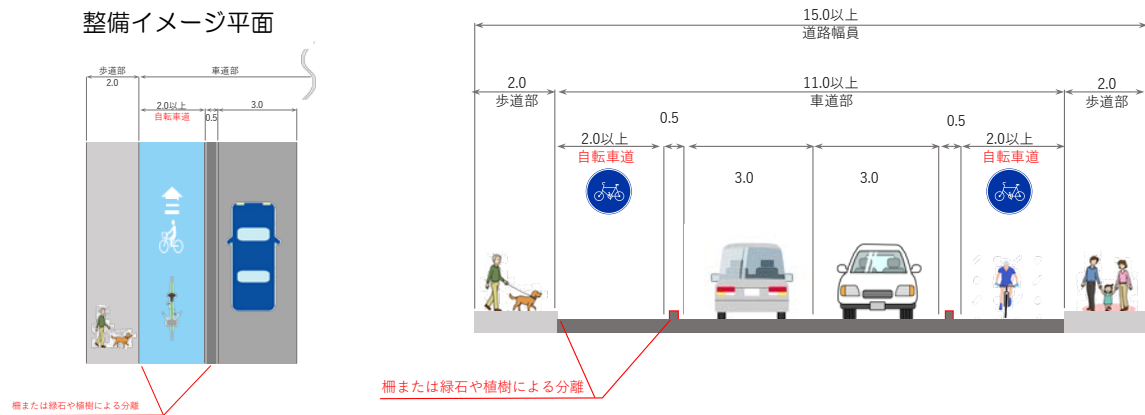 整備イメージ平面
歩道部
2.0
車道部
2.0以上
自転車道
0.5
3.0
柵または緑石や植樹による分離
15.0以上
道路幅員
2.0
歩道部
11.0以上
車道部
2.0
歩道部
2.0以上
自転車道
0.5
3.0
3.0
0.5
2.0以上
自転車道
柵または緑石や植樹による分離